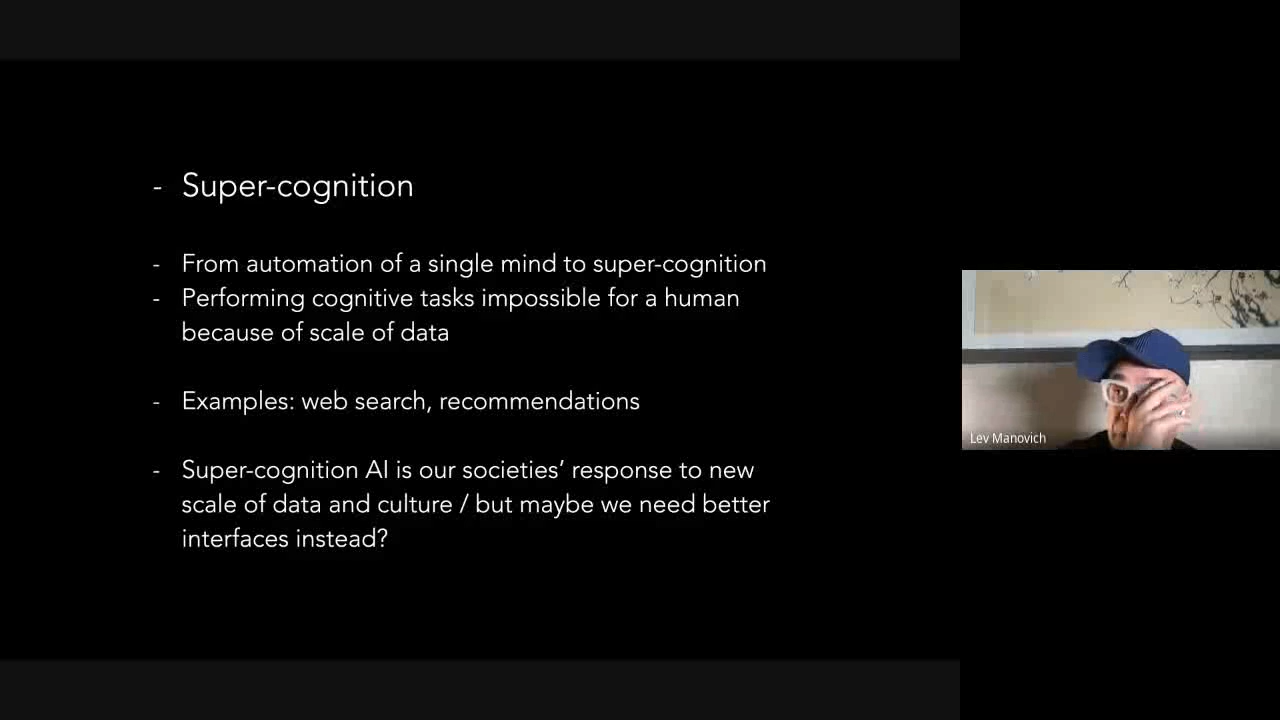 - Super-cognition
- From automation of a single mind to super-cognition
- Performing cognitive tasks impossible for a human
because of scale of data
- Examples: web search, recommendations
- Super-cognition AI is our societies’ response to new
scale of data and culture / but maybe we need better
interfaces instead?
Lev Manovich